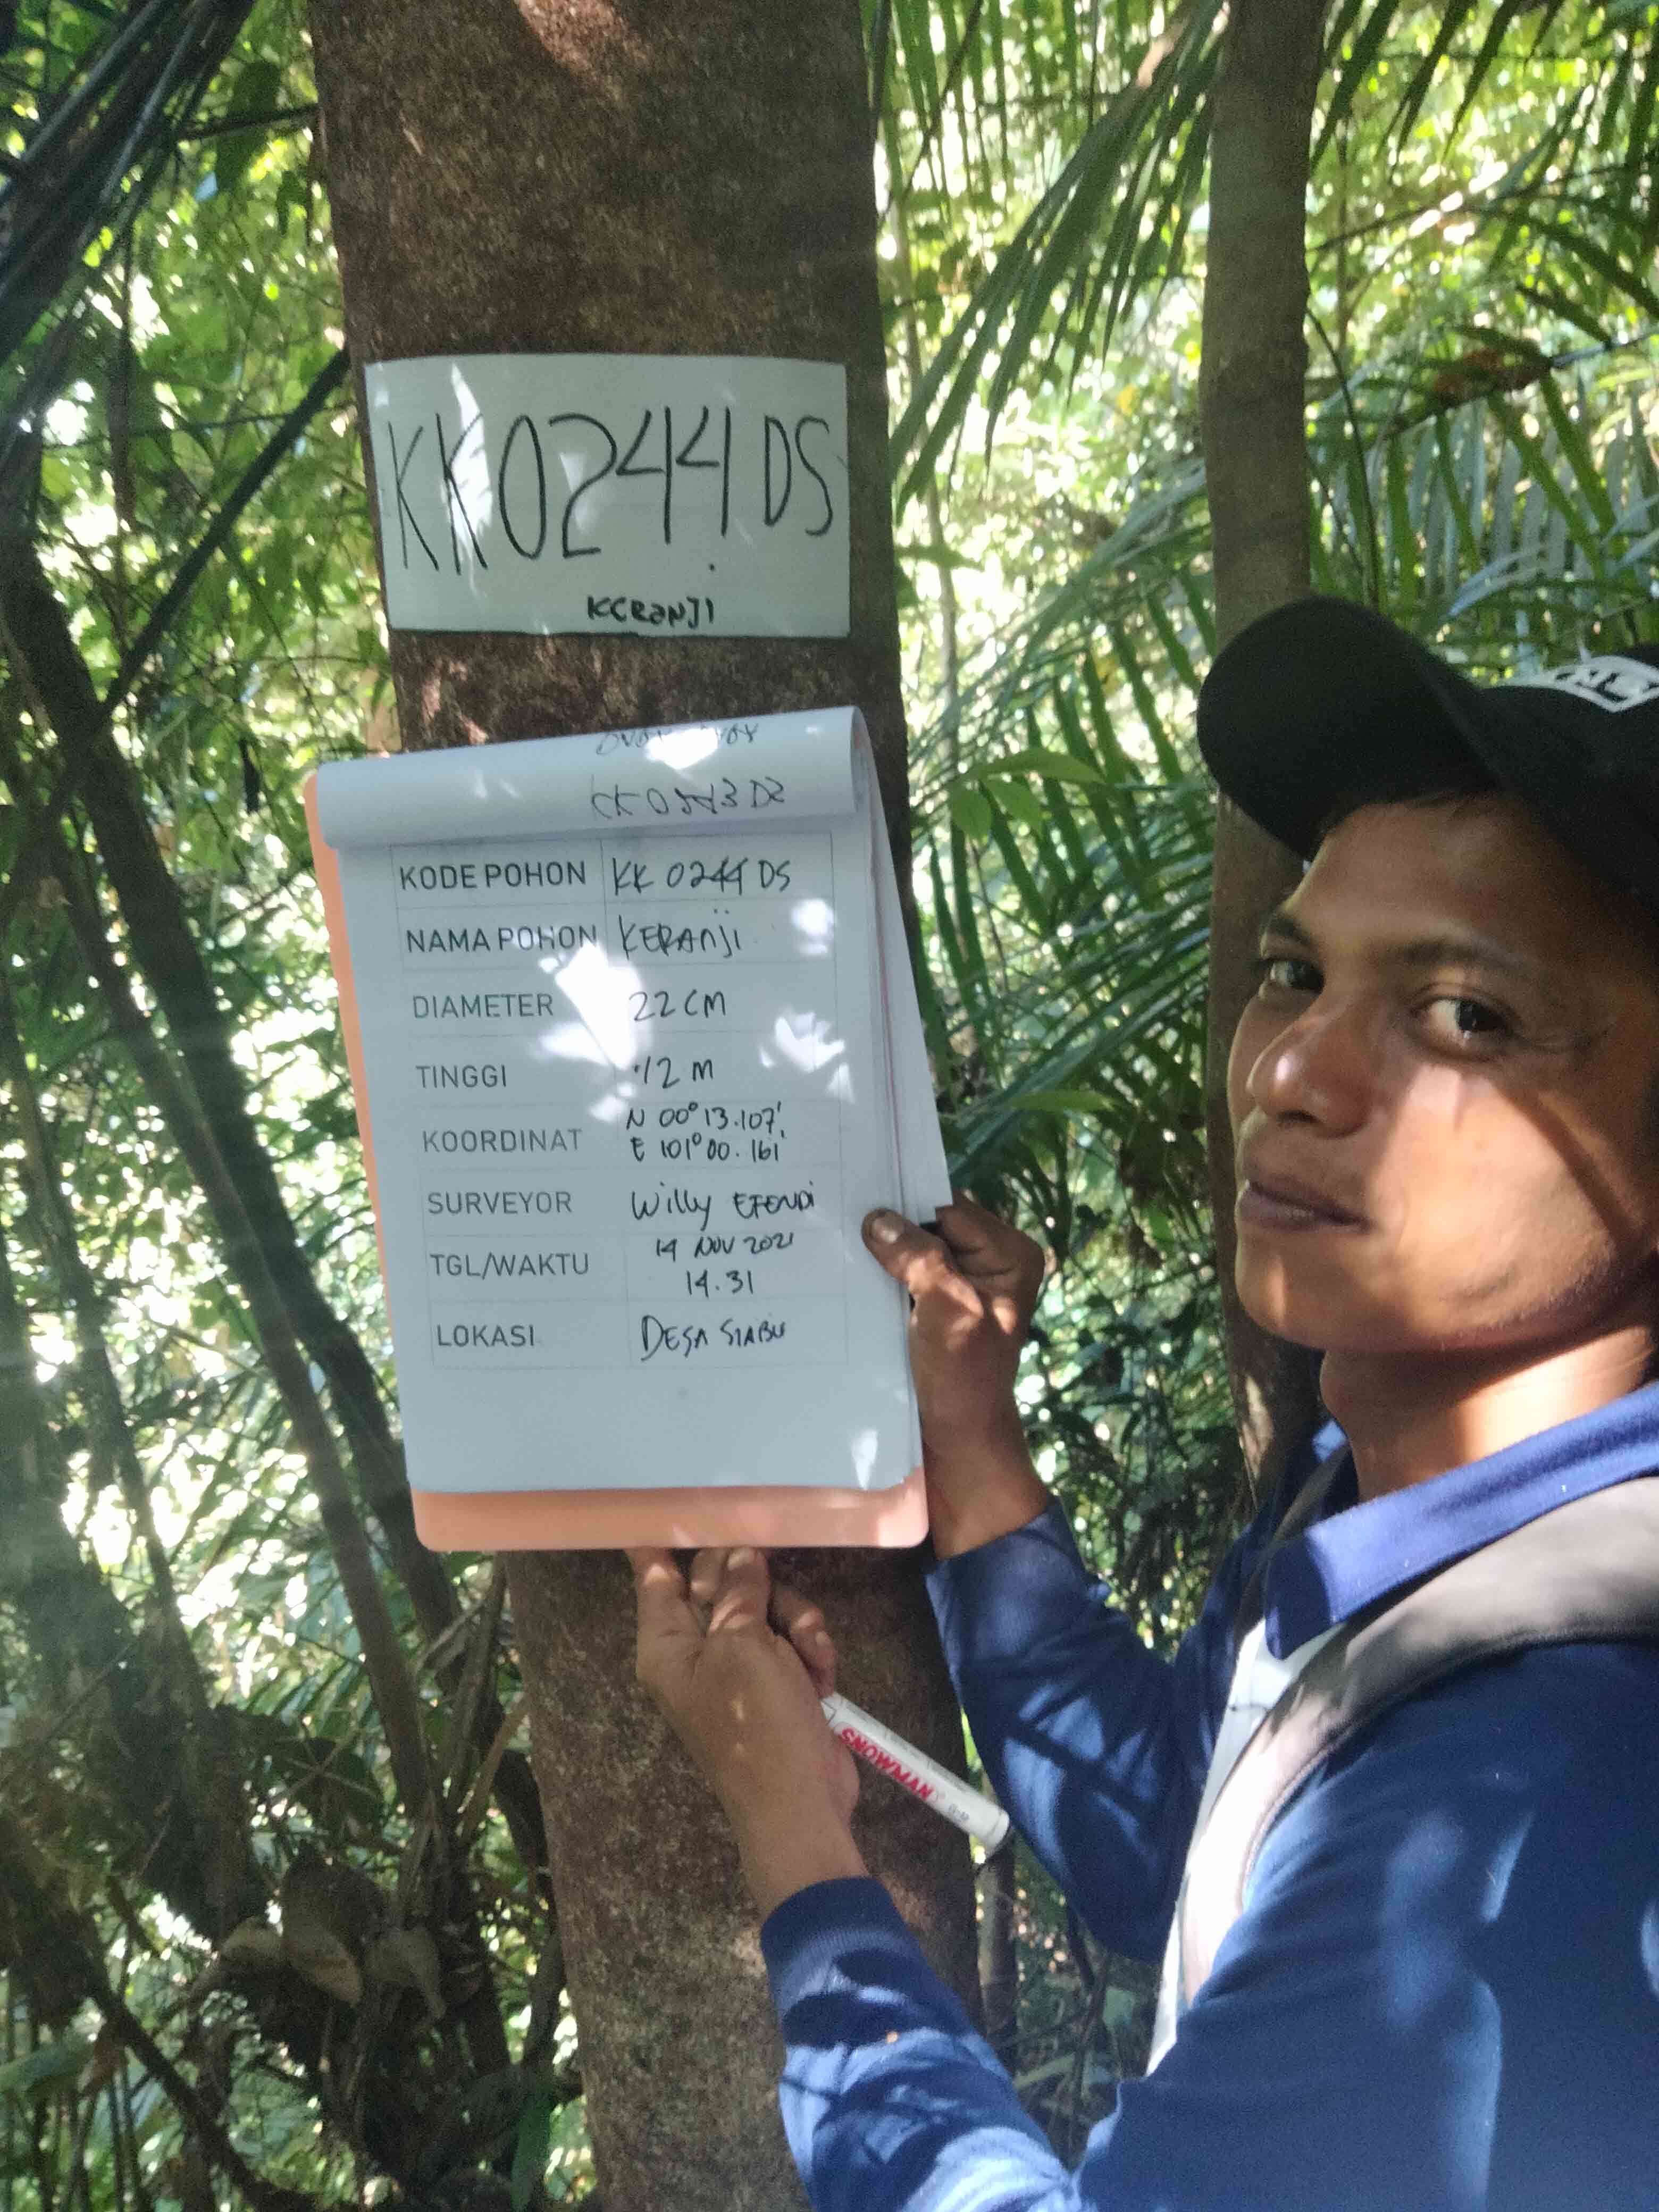 KK0244DS
KERANJI
KK0243DS
KODE POHON KK 0244 DS
NAMA POHON KERANJI
DIAMETER 22 CM
TINGGI 12 M
KOORDINAT N 00° 13.107'
E 101° 00.161'
SURVEYOR Willy EFENDI
TGL/WAKTU 14 NOV 2021
14.31
LOKASI DESA SIABU
SNOWMAN